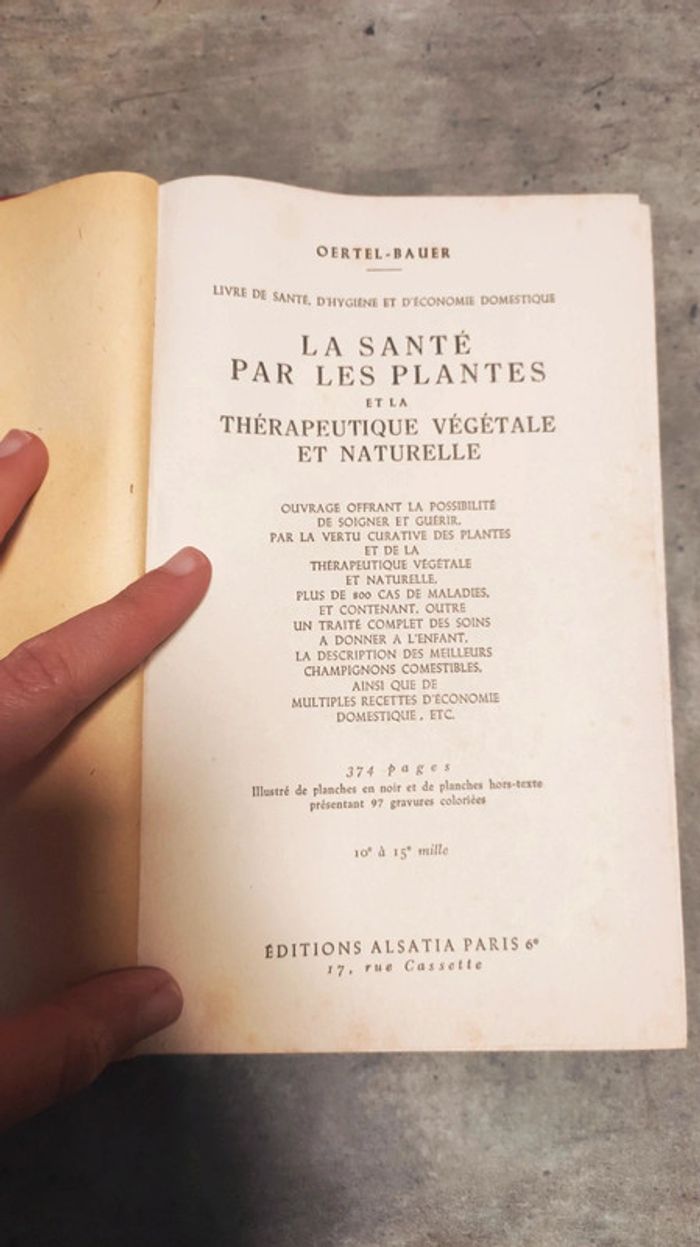 OERTEL-BAUER
LIVRE DE SANTÉ, D'HYGIÈNE ET D'ÉCONOMIE DOMESTIQUE
LA SANTÉ
PAR LES PLANTES
ET LA
THÉRAPEUTIQUE VÉGÉTALE
ET NATURELLE
OUVRAGE OFFRANT LA POSSIBILITÉ
DE SOIGNER ET GUÉRIR,
PAR LA VERTU CURATIVE DES PLANTES
ET DE LA
THÉRAPEUTIQUE VÉGÉTALE
ET NATURELLE,
PLUS DE 800 CAS DE MALADIES,
ET CONTENANT, OUTRE
UN TRAITÉ COMPLET DES SOINS
A DONNER A L'ENFANT,
LA DESCRIPTION DES MEILLEURS
CHAMPIGNONS COMESTIBLES,
AINSI QUE DE
MULTIPLES RECETTES D'ÉCONOMIE
DOMESTIQUE, ETC.
374 pages
Illustré de planches en noir et de planches hors-texte
présentant 97 gravures coloriées
10e à 15e mille
ÉDITIONS ALSATIA PARIS 6e
17, rue Cassette